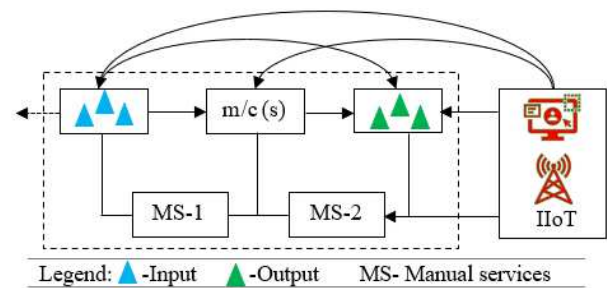 m/c (s)
MS-1
MS-2
IIoT
Legend: -Input -Output MS- Manual services